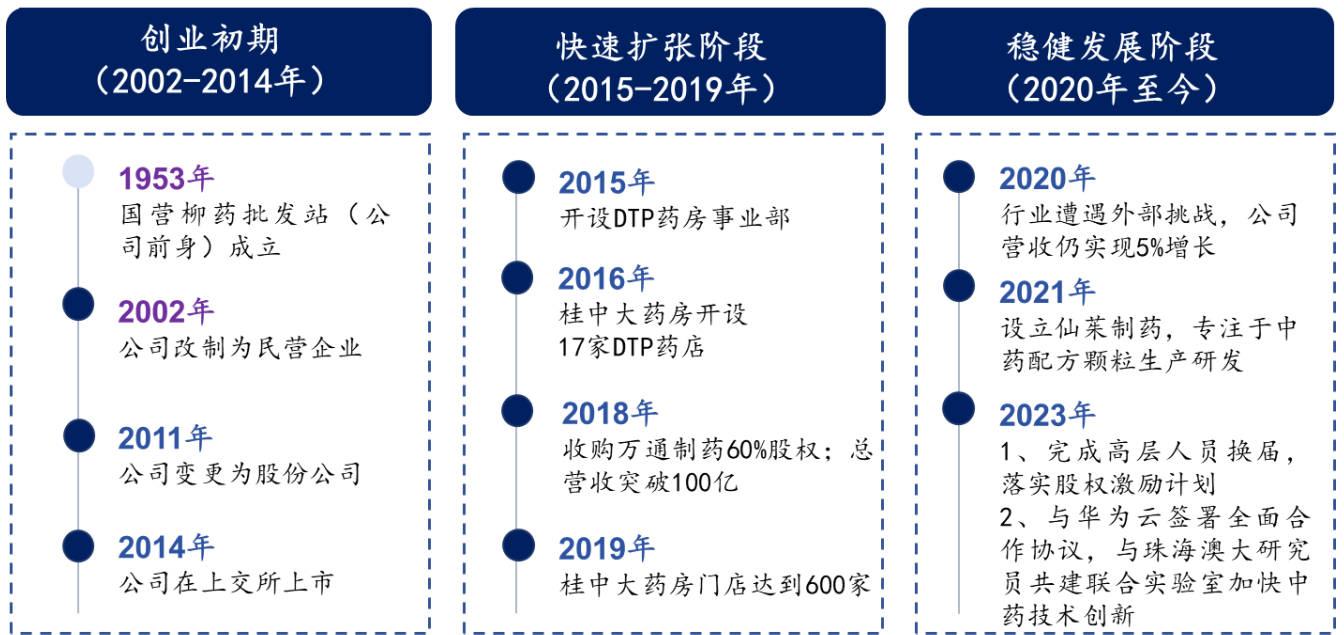 创业初期
（2002-2014年）
1953年
国营柳药批发站（公
司前身）成立
2002年
公司改制为民营企业
2011年
公司变更为股份公司
2014年
公司在上交所上市
快速扩张阶段
（2015-2019年）
2015年
开设DTP药房事业部
2016年
桂中大药房开设
17家DTP药店
2018年
收购万通制药60%股权；总
营收突破100亿
2019年
桂中大药房门店达到600家
稳健发展阶段
（2020年至今）
2020年
行业遭遇外部挑战，公司
营收仍实现5%增长
2021年
设立仙茱制药，专注于中
药配方颗粒生产研发
2023年
1、完成高层人员换届，
落实股权激励计划
2、与华为云签署全面合
作协议，与珠海澳大研究
员共建联合实验室加快中
药技术创新